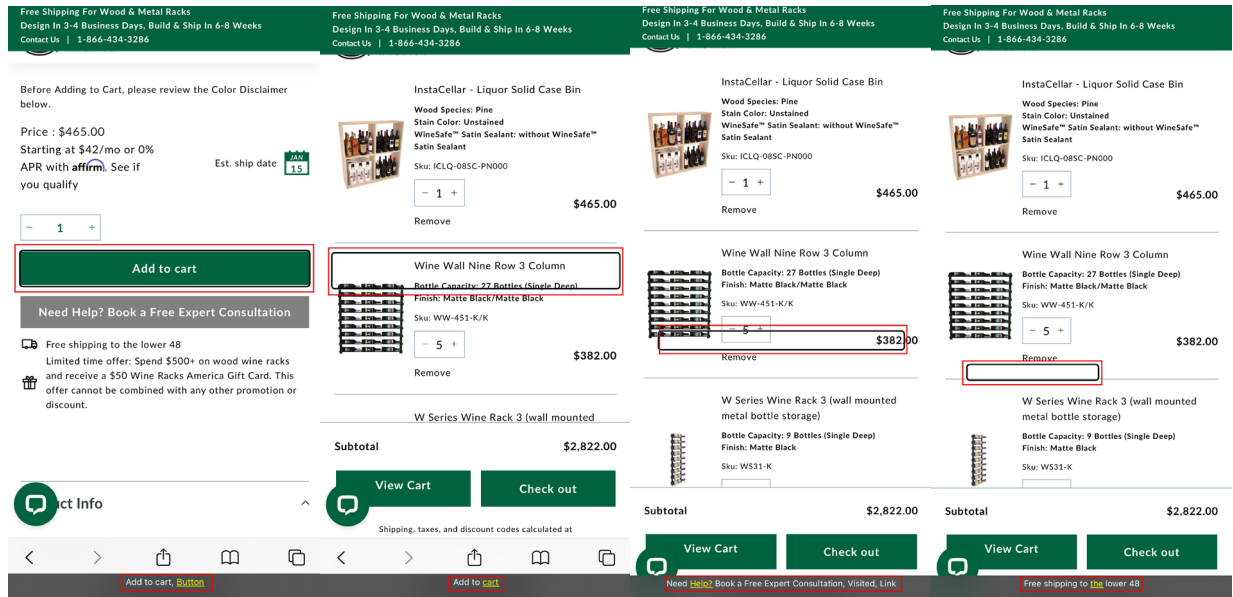 Free Shipping For Wood & Metal Racks
Design In 3-4 Business Days, Build & Ship In 6-8 Weeks
Contact Us | 1-866-434-3286
Before Adding to Cart, please review the Color Disclaimer
below.
Price : $465.00
Starting at $42/mo or 0%
APR with affirm. See if
you qualify
Est. ship date
JAN
15
− 1 +
Add to cart
Need Help? Book a Free Expert Consultation
Free shipping to the lower 48
Limited time offer: Spend $500+ on wood wine racks
and receive a $50 Wine Racks America Gift Card. This
offer cannot be combined with any other promotion or
discount.
ct Info
Add to cart, Button
Free Shipping For Wood & Metal Racks
Design In 3-4 Business Days, Build & Ship In 6-8 Weeks
Contact Us | 1-866-434-3286
InstaCellar - Liquor Solid Case Bin
Wood Species: Pine
Stain Color: Unstained
WineSafe™ Satin Sealant: without WineSafe™
Satin Sealant
Sku: ICLQ-08SC-PN000
− 1 +
$465.00
Remove
Wine Wall Nine Row 3 Column
Bottle Capacity: 27 Bottles (Single Deep)
Finish: Matte Black/Matte Black
Sku: WW-451-K/K
− 5 +
$382.00
Remove
W Series Wine Rack 3 (wall mounted
Subtotal
$2,822.00
View Cart
Check out
Shipping, taxes, and discount codes calculated at
Add to cart
Free Shipping For Wood & Metal Racks
Design In 3-4 Business Days, Build & Ship In 6-8 Weeks
Contact Us | 1-866-434-3286
InstaCellar - Liquor Solid Case Bin
Wood Species: Pine
Stain Color: Unstained
WineSafe™ Satin Sealant: without WineSafe™
Satin Sealant
Sku: ICLQ-08SC-PN000
− 1 +
$465.00
Remove
Wine Wall Nine Row 3 Column
Bottle Capacity: 27 Bottles (Single Deep)
Finish: Matte Black/Matte Black
Sku: WW-451-K/K
− 5 +
$382.00
Remove
W Series Wine Rack 3 (wall mounted
metal bottle storage)
Bottle Capacity: 9 Bottles (Single Deep)
Finish: Matte Black
Sku: WS31-K
Subtotal
$2,822.00
View Cart
Check out
Need Help? Book a Free Expert Consultation, Visited, Link
Free Shipping For Wood & Metal Racks
Design In 3-4 Business Days, Build & Ship In 6-8 Weeks
Contact Us | 1-866-434-3286
InstaCellar - Liquor Solid Case Bin
Wood Species: Pine
Stain Color: Unstained
WineSafe™ Satin Sealant: without WineSafe™
Satin Sealant
Sku: ICLQ-08SC-PN000
− 1 +
$465.00
Remove
Wine Wall Nine Row 3 Column
Bottle Capacity: 27 Bottles (Single Deep)
Finish: Matte Black/Matte Black
Sku: WW-451-K/K
− 5 +
$382.00
Remove
W Series Wine Rack 3 (wall mounted
metal bottle storage)
Bottle Capacity: 9 Bottles (Single Deep)
Finish: Matte Black
Sku: WS31-K
Subtotal
$2,822.00
View Cart
Check out
Free shipping to the lower 48